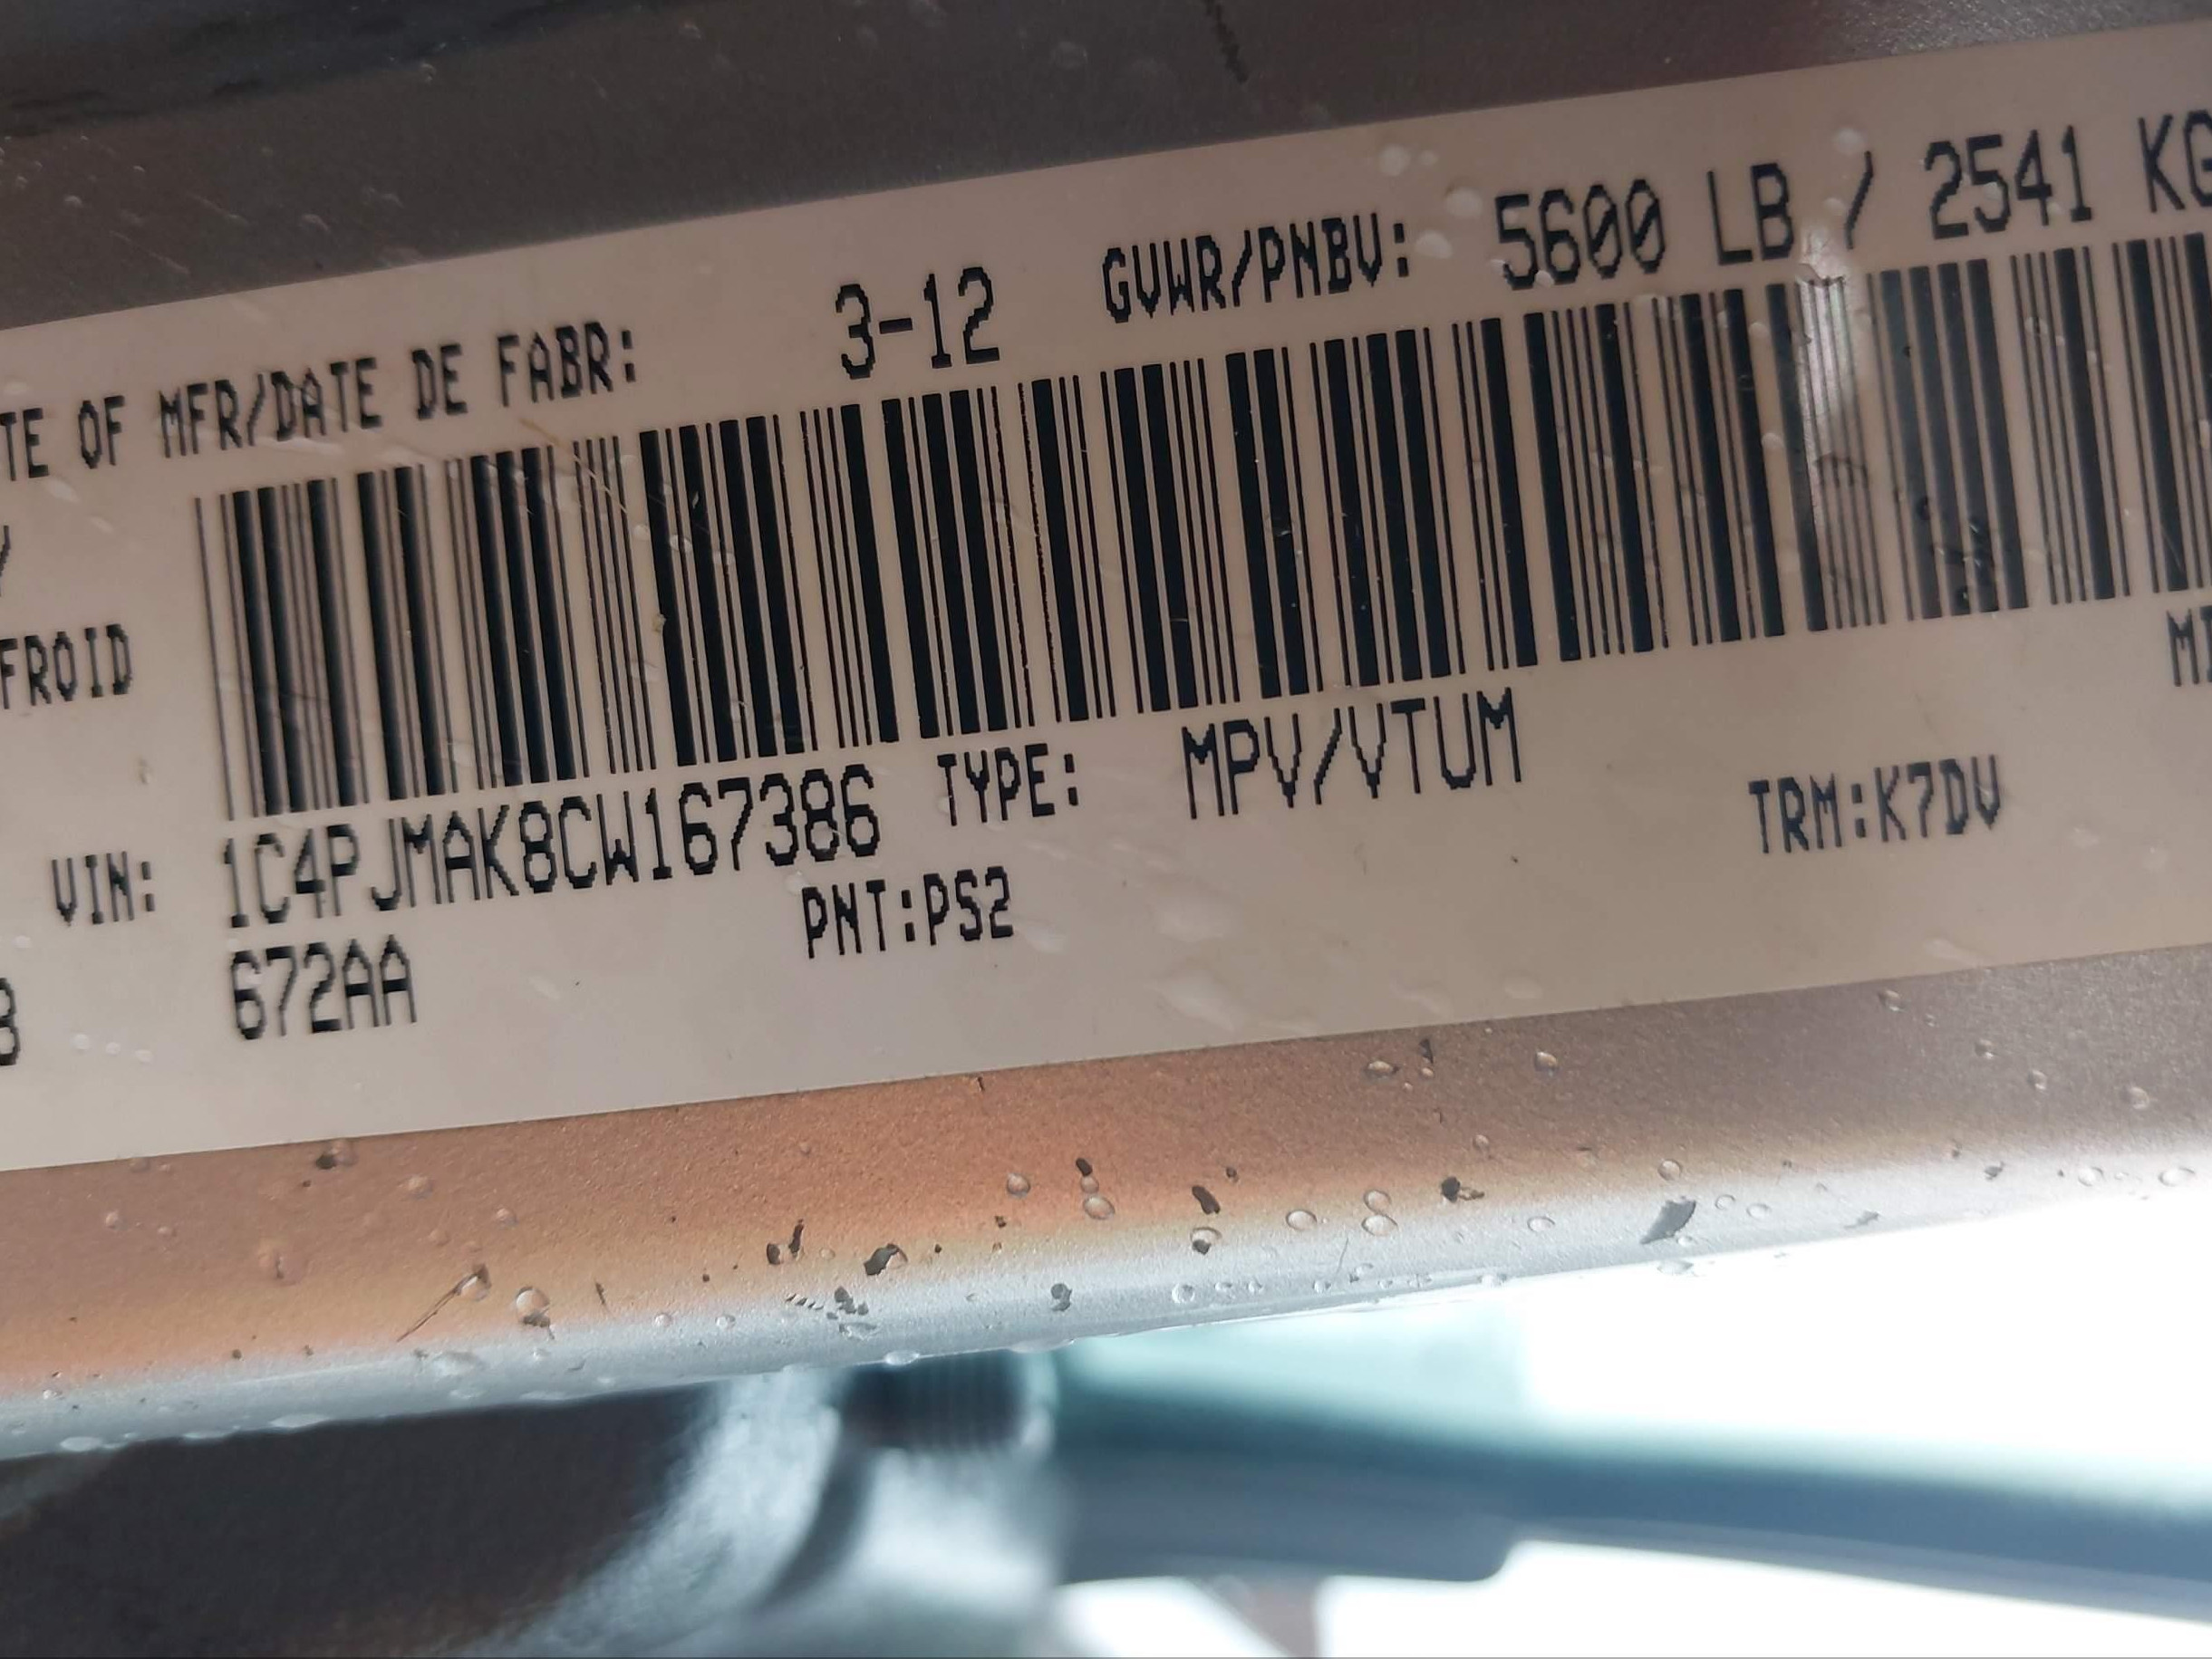 TE OF MFR/DATE DE FABR: 3-12 GVWR/PNBV: 5600 LB / 2541 KG
FROID
VIN: 1C4PJMAK8CW167386 TYPE: MPV/VTUM
672AA PNT:PS2 TRM:K7DV